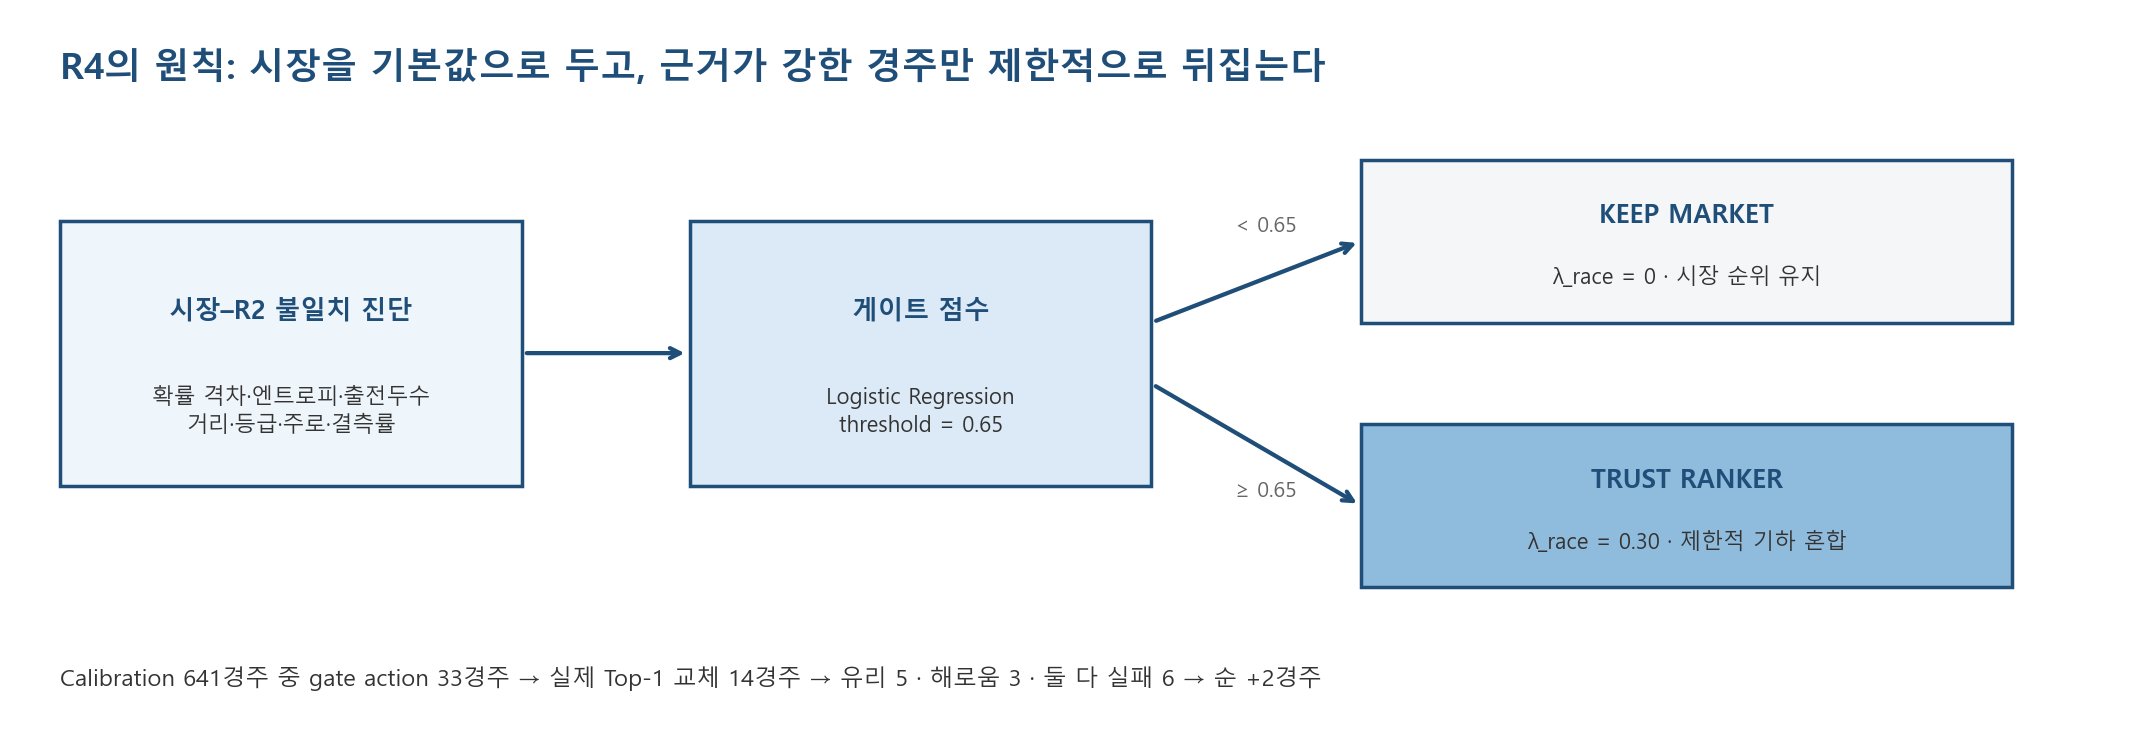 R4의 원칙: 시장을 기본값으로 두고, 근거가 강한 경주만 제한적으로 뒤집는다
시장–R2 불일치 진단
확률 격차·엔트로피·출전두수
거리·등급·주로·결측률
게이트 점수
Logistic Regression
threshold = 0.65
< 0.65
≥ 0.65
KEEP MARKET
λ_race = 0 · 시장 순위 유지
TRUST RANKER
λ_race = 0.30 · 제한적 기하 혼합
Calibration 641경주 중 gate action 33경주 → 실제 Top-1 교체 14경주 → 유리 5 · 해로움 3 · 둘 다 실패 6 → 순 +2경주